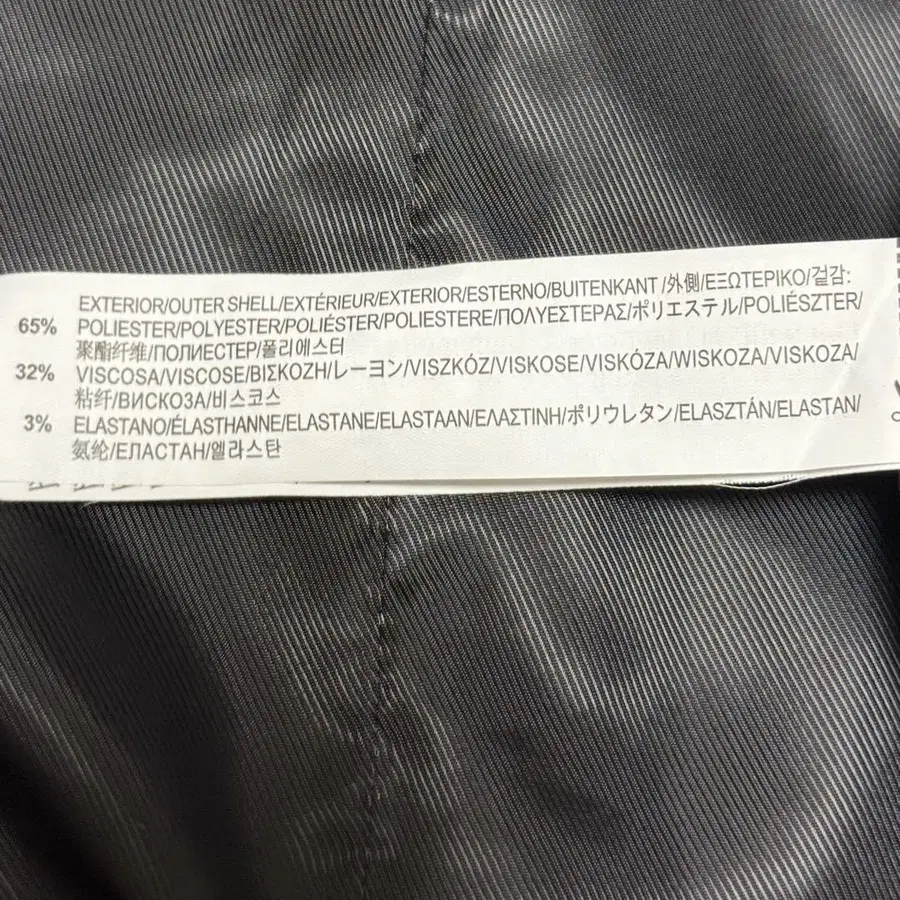 EXTERIOR/OUTER SHELL/EXTÉRIEUR/EXTERIOR/ESTERNO/BUITENKANT /外側/ΕΞΩΤΕΡΙΚΟ/겉감:
65% POLIESTER/POLYESTER/POLIÉSTER/POLIESTERE/ΠΟΛΥΕΣΤΕΡΑΣ/ポリエステル/POLIÉSZTER/
聚酯纤维/ПОЛИЕСТЕР/폴리에스터
32% VISCOSA/VISCOSE/ΒΙΣΚΟΖΗ/レーヨン/VISZKÓZ/VISKOSE/VISKÓZA/WISKOZA/VISKOZA/
粘纤/ВИСКОЗА/비스코스
3% ELASTANO/ÉLASTHANNE/ELASTANE/ELASTAAN/ΕΛΑΣΤΙΝΗ/ポリウレタン/ELASZTÁN/ELASTAN/
氨纶/ЕЛАСТАН/엘라스탄